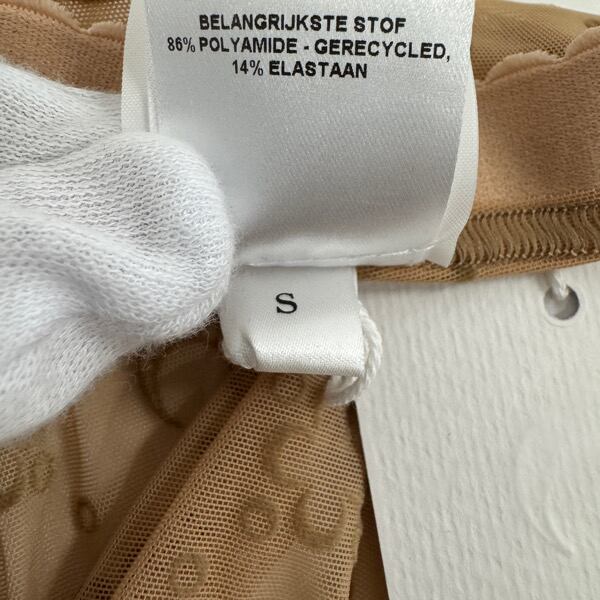 BELANGRIJKSTE STOF
86% POLYAMIDE - GERECYCLED,
14% ELASTAAN
S